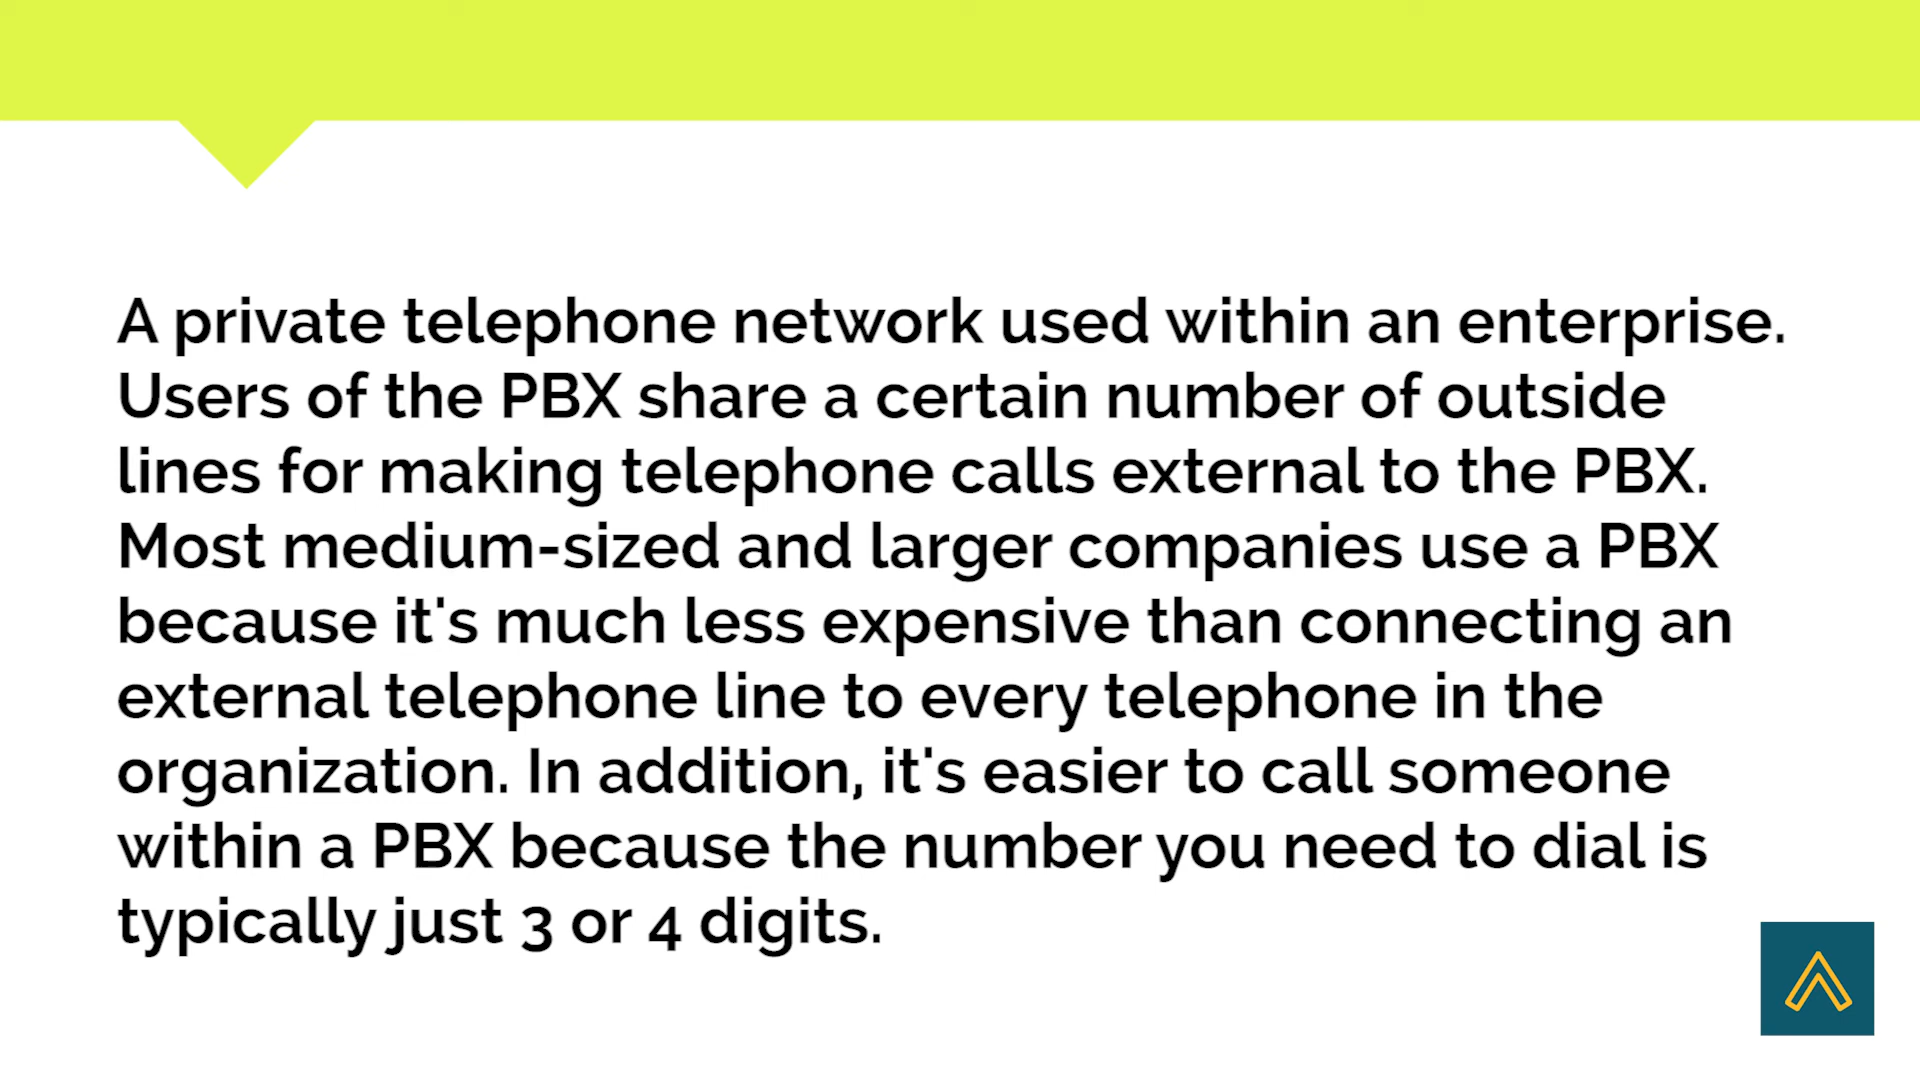 A private telephone network used within an enterprise.
Users of the PBX share a certain number of outside
lines for making telephone calls external to the PBX.
Most medium-sized and larger companies use a PBX
because it's much less expensive than connecting an
external telephone line to every telephone in the
organization. In addition, it's easier to call someone
within a PBX because the number you need to dial is
typically just 3 or 4 digits.